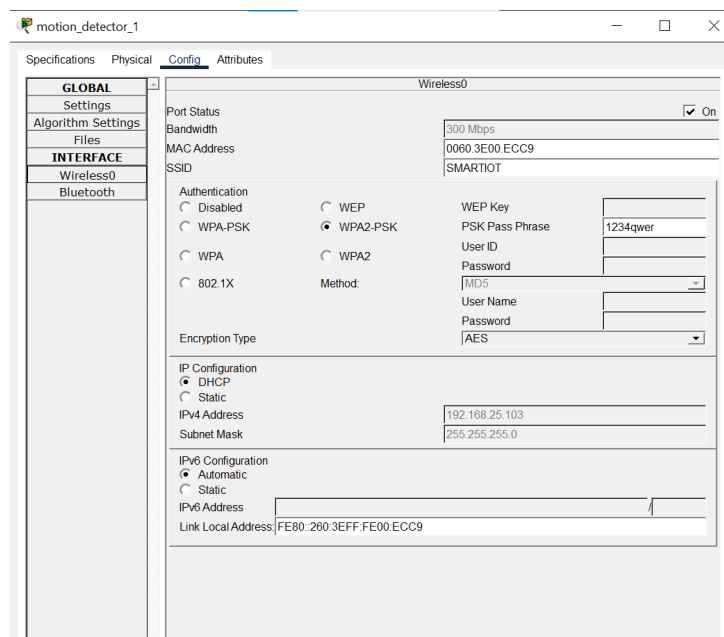 motion_detector_1
Specifications Physical Config Attributes
GLOBAL
Settings
Algorithm Settings
Files
INTERFACE
Wireless0
Bluetooth
Wireless0
Port Status On
Bandwidth 300 Mbps
MAC Address 0060.3E00.ECC9
SSID SMARTIOT
Authentication
Disabled WEP WEP Key
WPA-PSK WPA2-PSK PSK Pass Phrase 1234qwer
User ID
WPA WPA2
Password
802.1X Method: MD5
User Name
Password
Encryption Type AES
IP Configuration
DHCP
Static
IPv4 Address 192.168.25.103
Subnet Mask 255.255.255.0
IPv6 Configuration
Automatic
Static
IPv6 Address /
Link Local Address: FE80::260:3EFF:FE00:ECC9